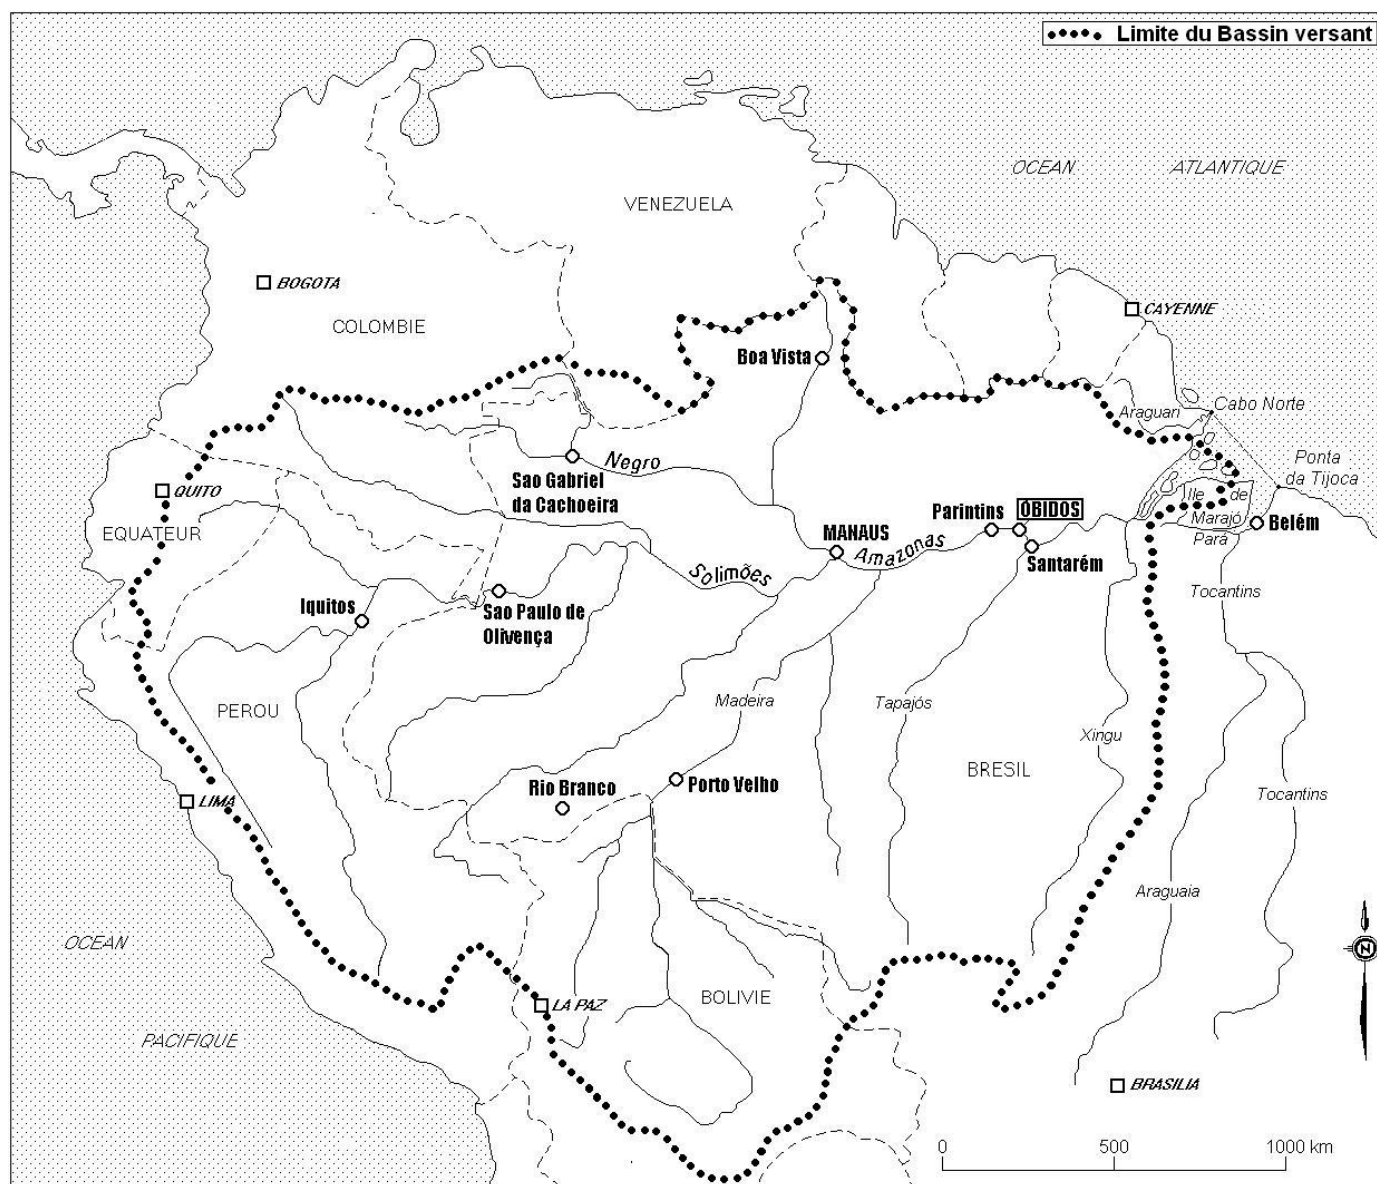 Limite du Bassin versant
OCEAN ATLANTIQUE
VENEZUELA
BOGOTA
COLOMBIE
CAYENNE
Boa Vista
Araguari
Cabo Norte
Negro
Ponta
da Tijoca
Sao Gabriel
da Cachoeira
QUITO
Ile de
Marajó
Parintins
OBIDOS
Belém
EQUATEUR
MANAUS
Amazonas
Pará
Santarém
Solimões
Tocantins
Iquitos
Sao Paulo de
Olivença
PEROU
Madeira
Tapajós
Xingu
BRESIL
Rio Branco
Porto Velho
LIMA
Tocantins
Araguaia
OCEAN
PACIFIQUE
LA PAZ
BOLIVIE
N
BRASILIA
0 500 1000 km